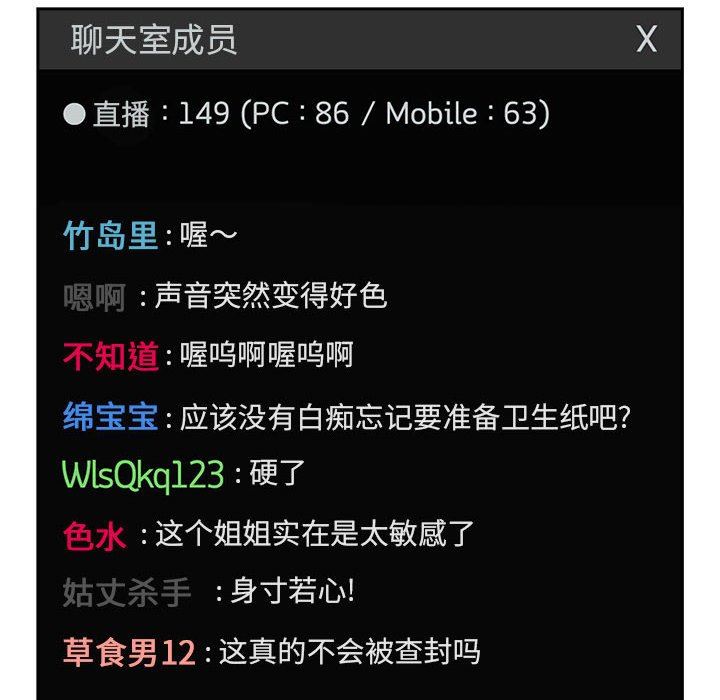 聊天室成员 X
●直播：149 (PC：86 / Mobile：63)
竹岛里：喔～
嗯啊：声音突然变得好色
不知道：喔呜啊喔呜啊
绵宝宝：应该没有白痴忘记要准备卫生纸吧?
WlsQkq123：硬了
色水：这个姐姐实在是太敏感了
姑丈杀手：身寸若心!
草食男12：这真的不会被查封吗